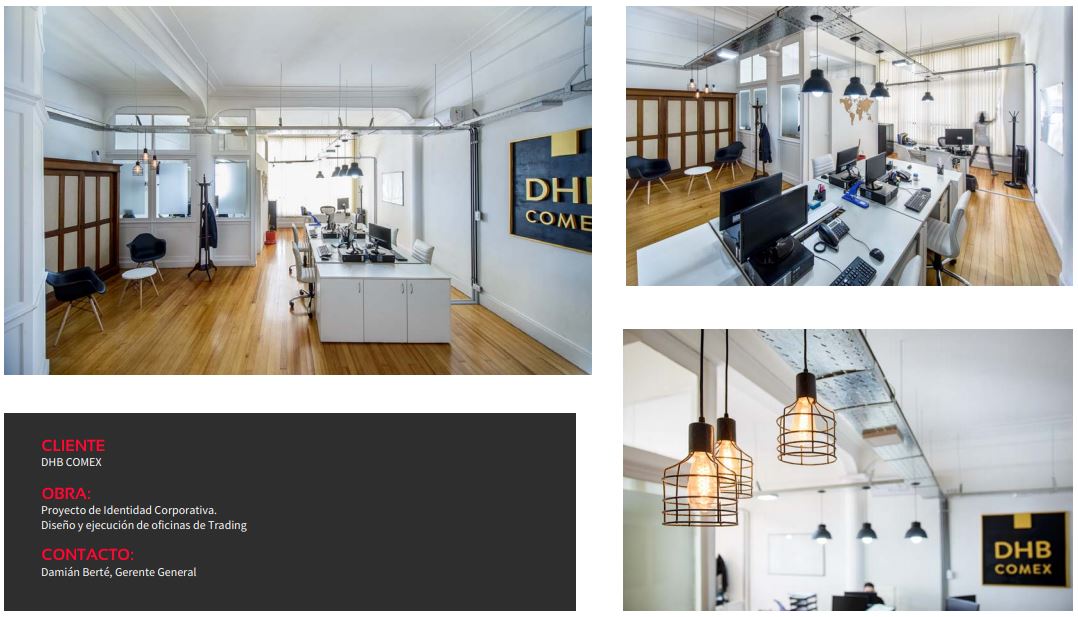 DHB
COMEX
CLIENTE
DHB COMEX
OBRA:
Proyecto de Identidad Corporativa.
Diseño y ejecución de oficinas de Trading
CONTACTO:
Damián Berté, Gerente General
DHB
COMEX